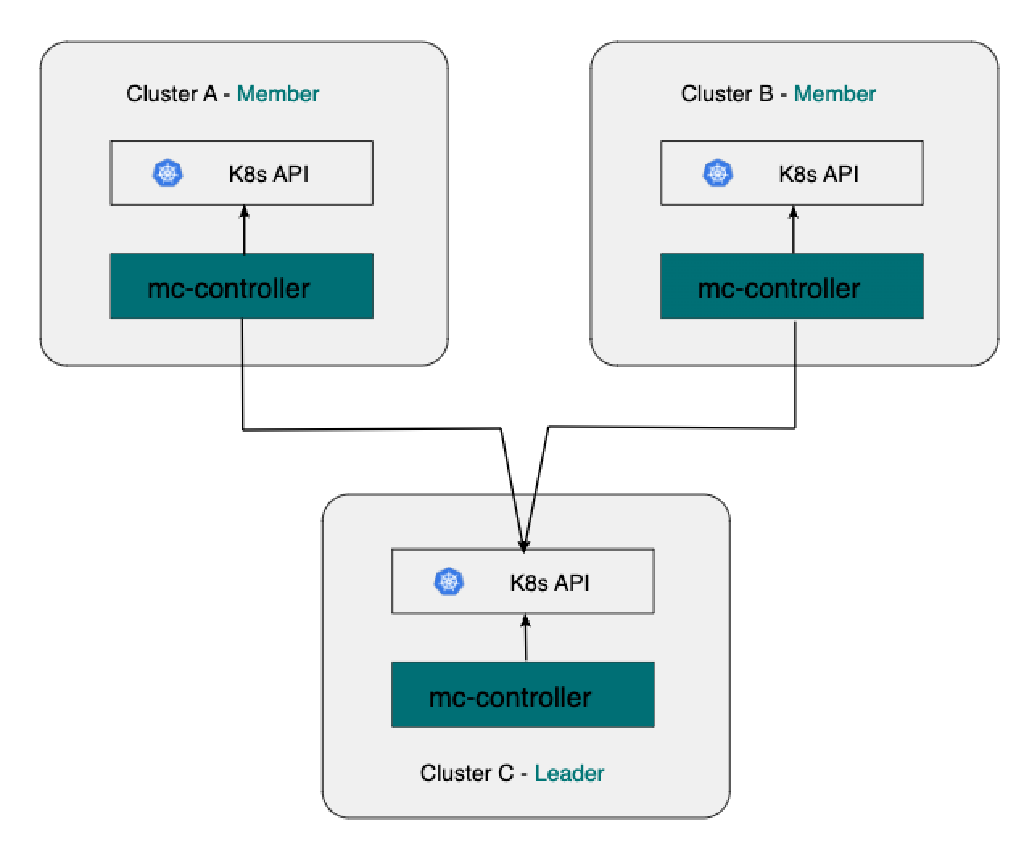 Cluster A - Member
K8s API
mc-controller
Cluster B - Member
K8s API
mc-controller
K8s API
mc-controller
Cluster C - Leader